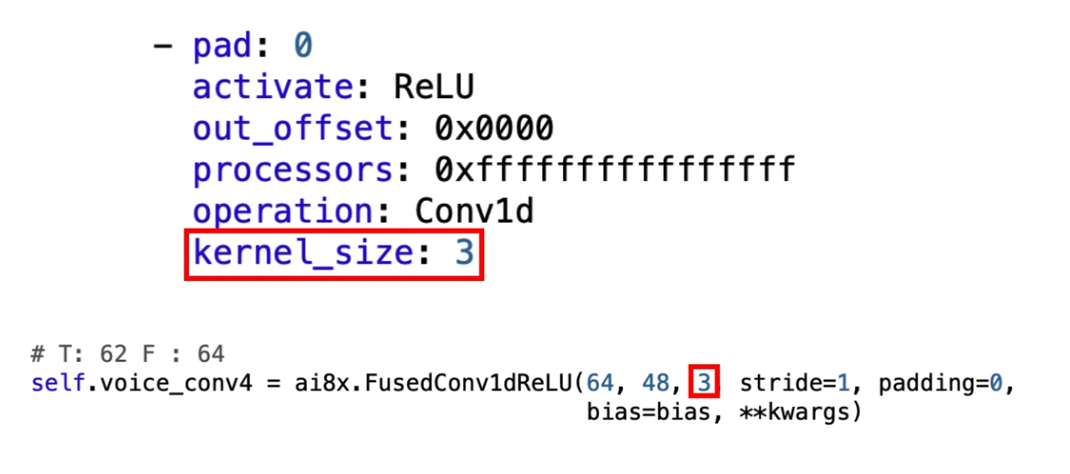 - pad: 0
activate: ReLU
out_offset: 0x0000
processors: 0xffffffffffffffff
operation: Conv1d
kernel_size: 3
# T: 62 F : 64
self.voice_conv4 = ai8x.FusedConv1dReLU(64, 48, 3 stride=1, padding=0,
bias=bias, **kwargs)